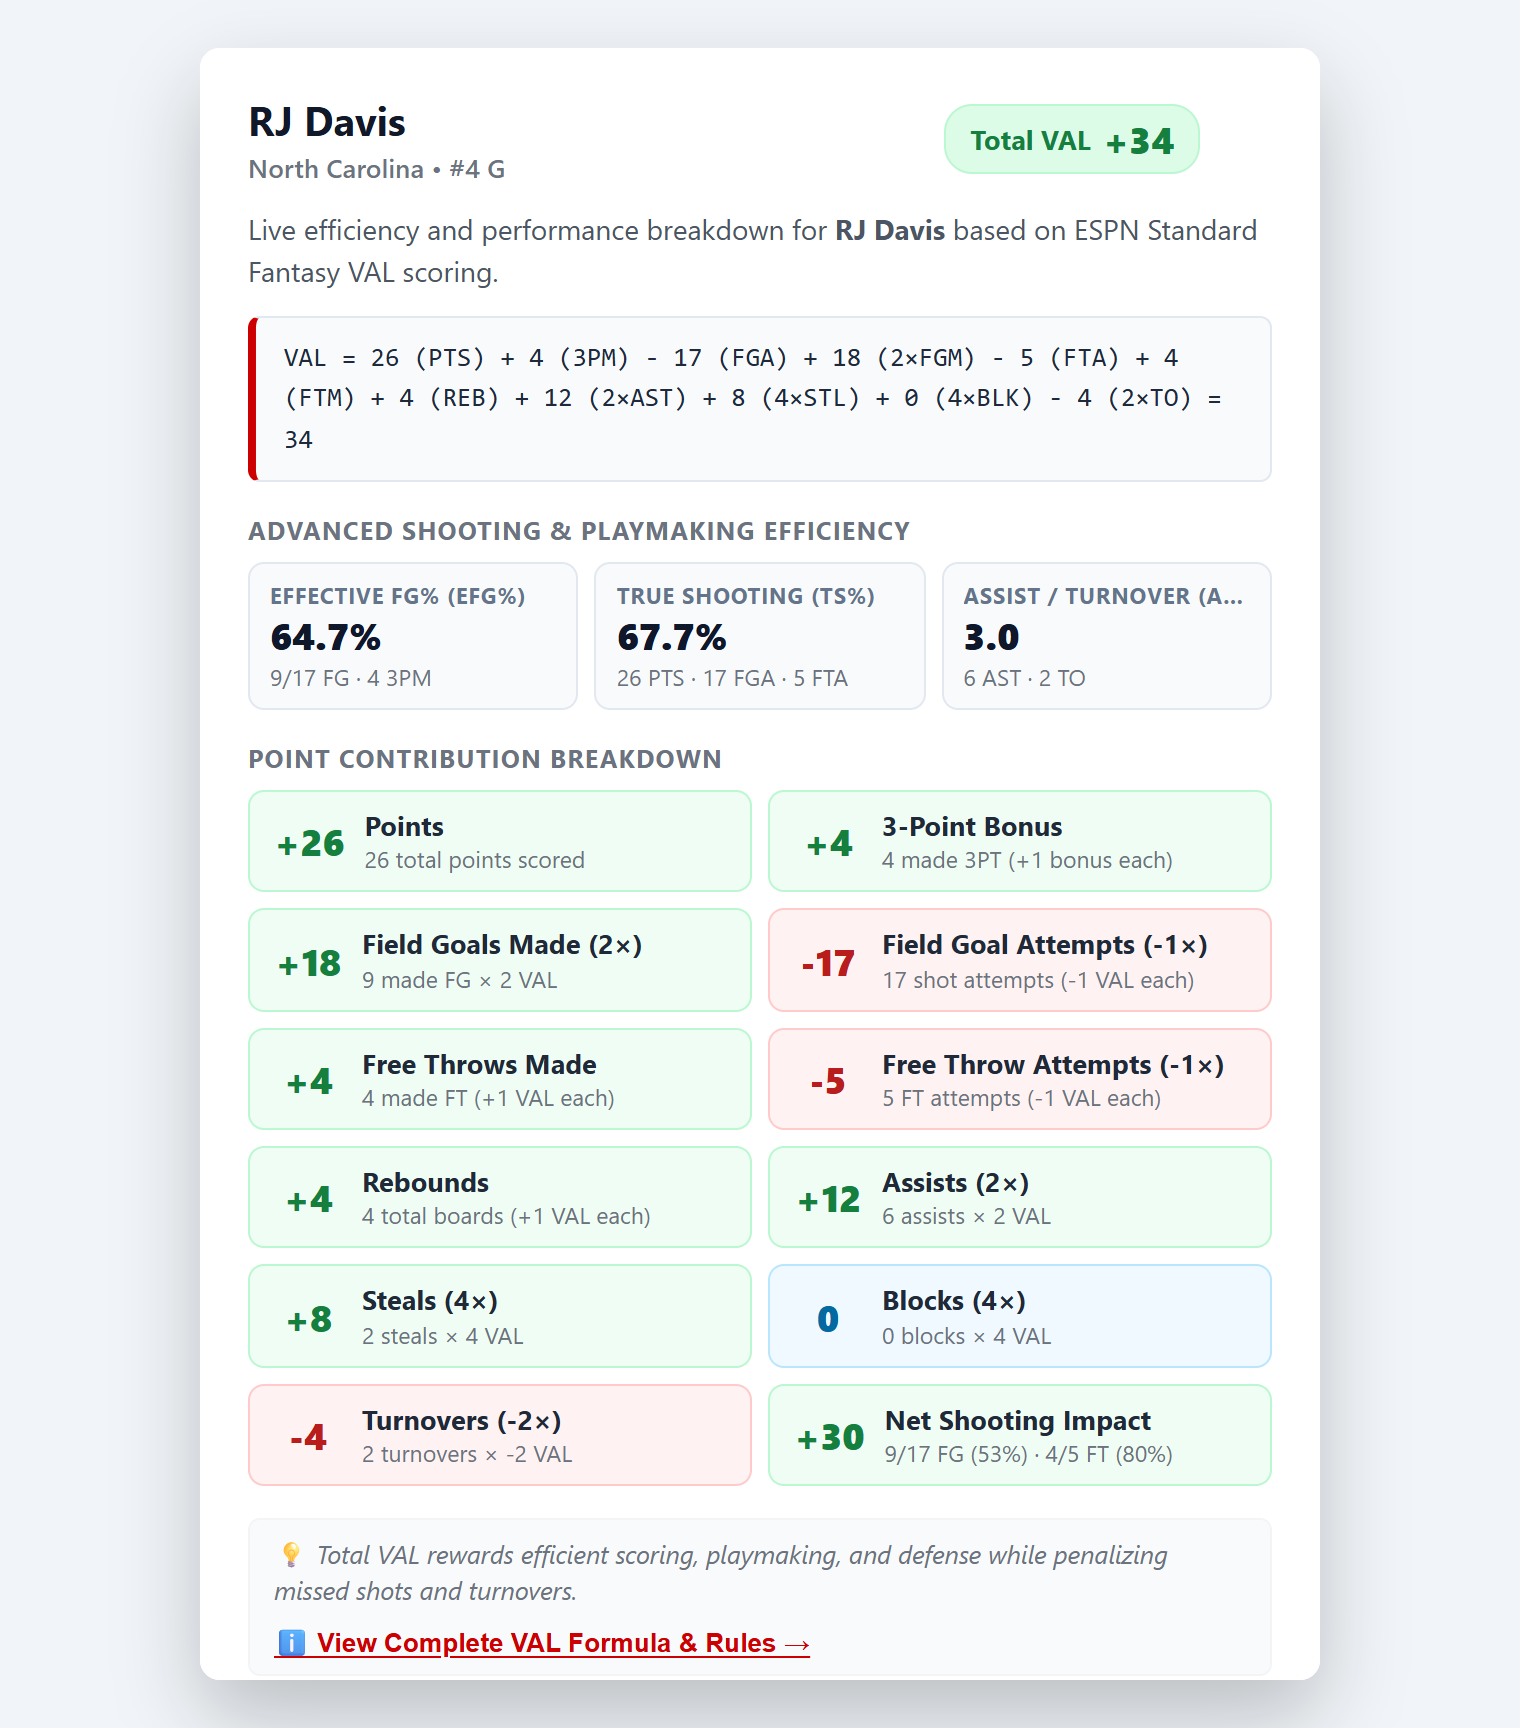 RJ Davis
North Carolina • #4 G
Total VAL +34
Live efficiency and performance breakdown for RJ Davis based on ESPN Standard
Fantasy VAL scoring.
VAL = 26 (PTS) + 4 (3PM) - 17 (FGA) + 18 (2×FGM) - 5 (FTA) + 4
(FTM) + 4 (REB) + 12 (2×AST) + 8 (4×STL) + 0 (4×BLK) - 4 (2×TO) =
34
ADVANCED SHOOTING & PLAYMAKING EFFICIENCY
EFFECTIVE FG% (EFG%)
64.7%
9/17 FG · 4 3PM
TRUE SHOOTING (TS%)
67.7%
26 PTS · 17 FGA · 5 FTA
ASSIST / TURNOVER (A...
3.0
6 AST · 2 TO
POINT CONTRIBUTION BREAKDOWN
+26
Points
26 total points scored
+4
3-Point Bonus
4 made 3PT (+1 bonus each)
+18
Field Goals Made (2×)
9 made FG × 2 VAL
-17
Field Goal Attempts (-1×)
17 shot attempts (-1 VAL each)
+4
Free Throws Made
4 made FT (+1 VAL each)
-5
Free Throw Attempts (-1×)
5 FT attempts (-1 VAL each)
+4
Rebounds
4 total boards (+1 VAL each)
+12
Assists (2×)
6 assists × 2 VAL
+8
Steals (4×)
2 steals × 4 VAL
0
Blocks (4×)
0 blocks × 4 VAL
-4
Turnovers (-2×)
2 turnovers × -2 VAL
+30
Net Shooting Impact
9/17 FG (53%) · 4/5 FT (80%)
💡 Total VAL rewards efficient scoring, playmaking, and defense while penalizing
missed shots and turnovers.
ℹ️ View Complete VAL Formula & Rules →